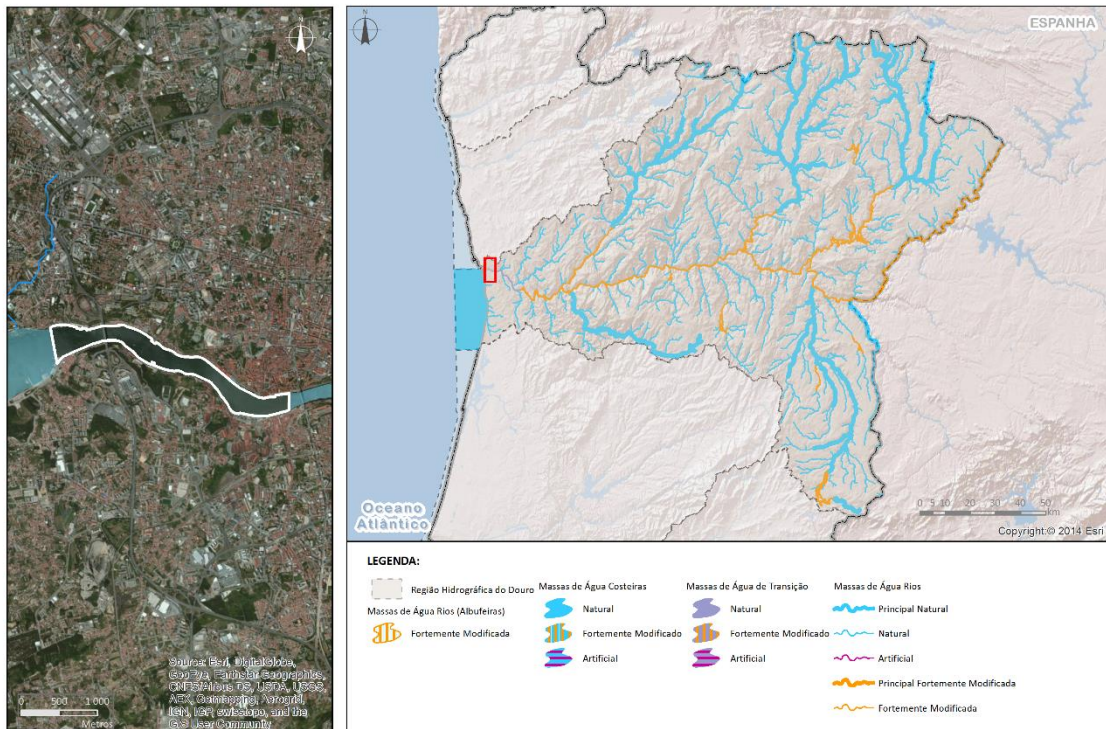 Source: Esri, DigitalGlobe,
GeoEye, Earthstar Geographics,
CNES/Airbus DS, USDA, USGS,
AEX, Getmapping, Aerogrid,
IGN, IGP, swisstopo, and the
GIS User Community
0 500 1 000
Metros
ESPANHA
Oceano
Atlântico
0 5 10 20 30 40 50
km
Copyright:© 2014 Esri
LEGENDA:
Região Hidrográfica do Douro
Massas de Água Rios (Albufeiras)
Fortemente Modificada
Massas de Água Costeiras
Natural
Fortemente Modificado
Artificial
Massas de Água de Transição
Natural
Fortemente Modificado
Artificial
Massas de Água Rios
Principal Natural
Natural
Artificial
Principal Fortemente Modificada
Fortemente Modificada